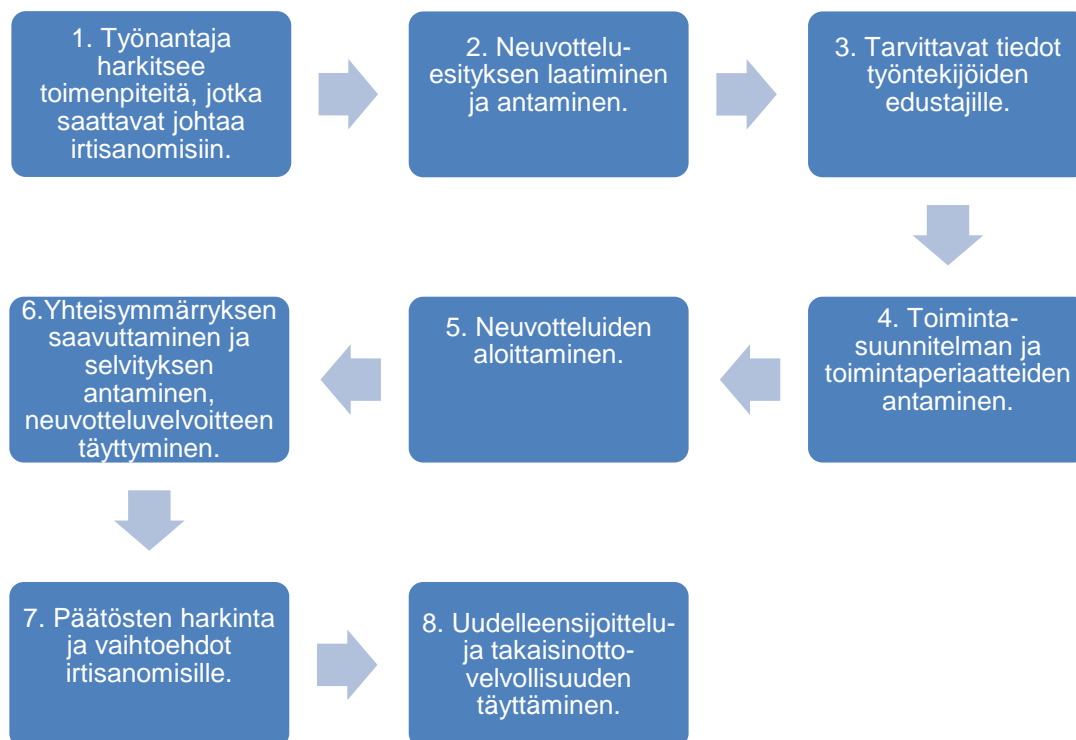 1. Työnantaja
harkitsee
toimenpiteitä, jotka
saattavat johtaa
irtisanomisiin.
2. Neuvottelu-
esityksen laatiminen
ja antaminen.
3. Tarvittavat tiedot
työntekijöiden
edustajille.
4. Toiminta-
suunnitelman ja
toimintaperiaatteiden
antaminen.
5. Neuvotteluiden
aloittaminen.
6.Yhteisymmärryksen
saavuttaminen ja
selvityksen
antaminen,
neuvotteluvelvoitteen
täyttyminen.
7. Päätösten harkinta
ja vaihtoehdot
irtisanomisille.
8. Uudelleensijoittelu-
ja takaisinotto-
velvollisuuden
täyttäminen.